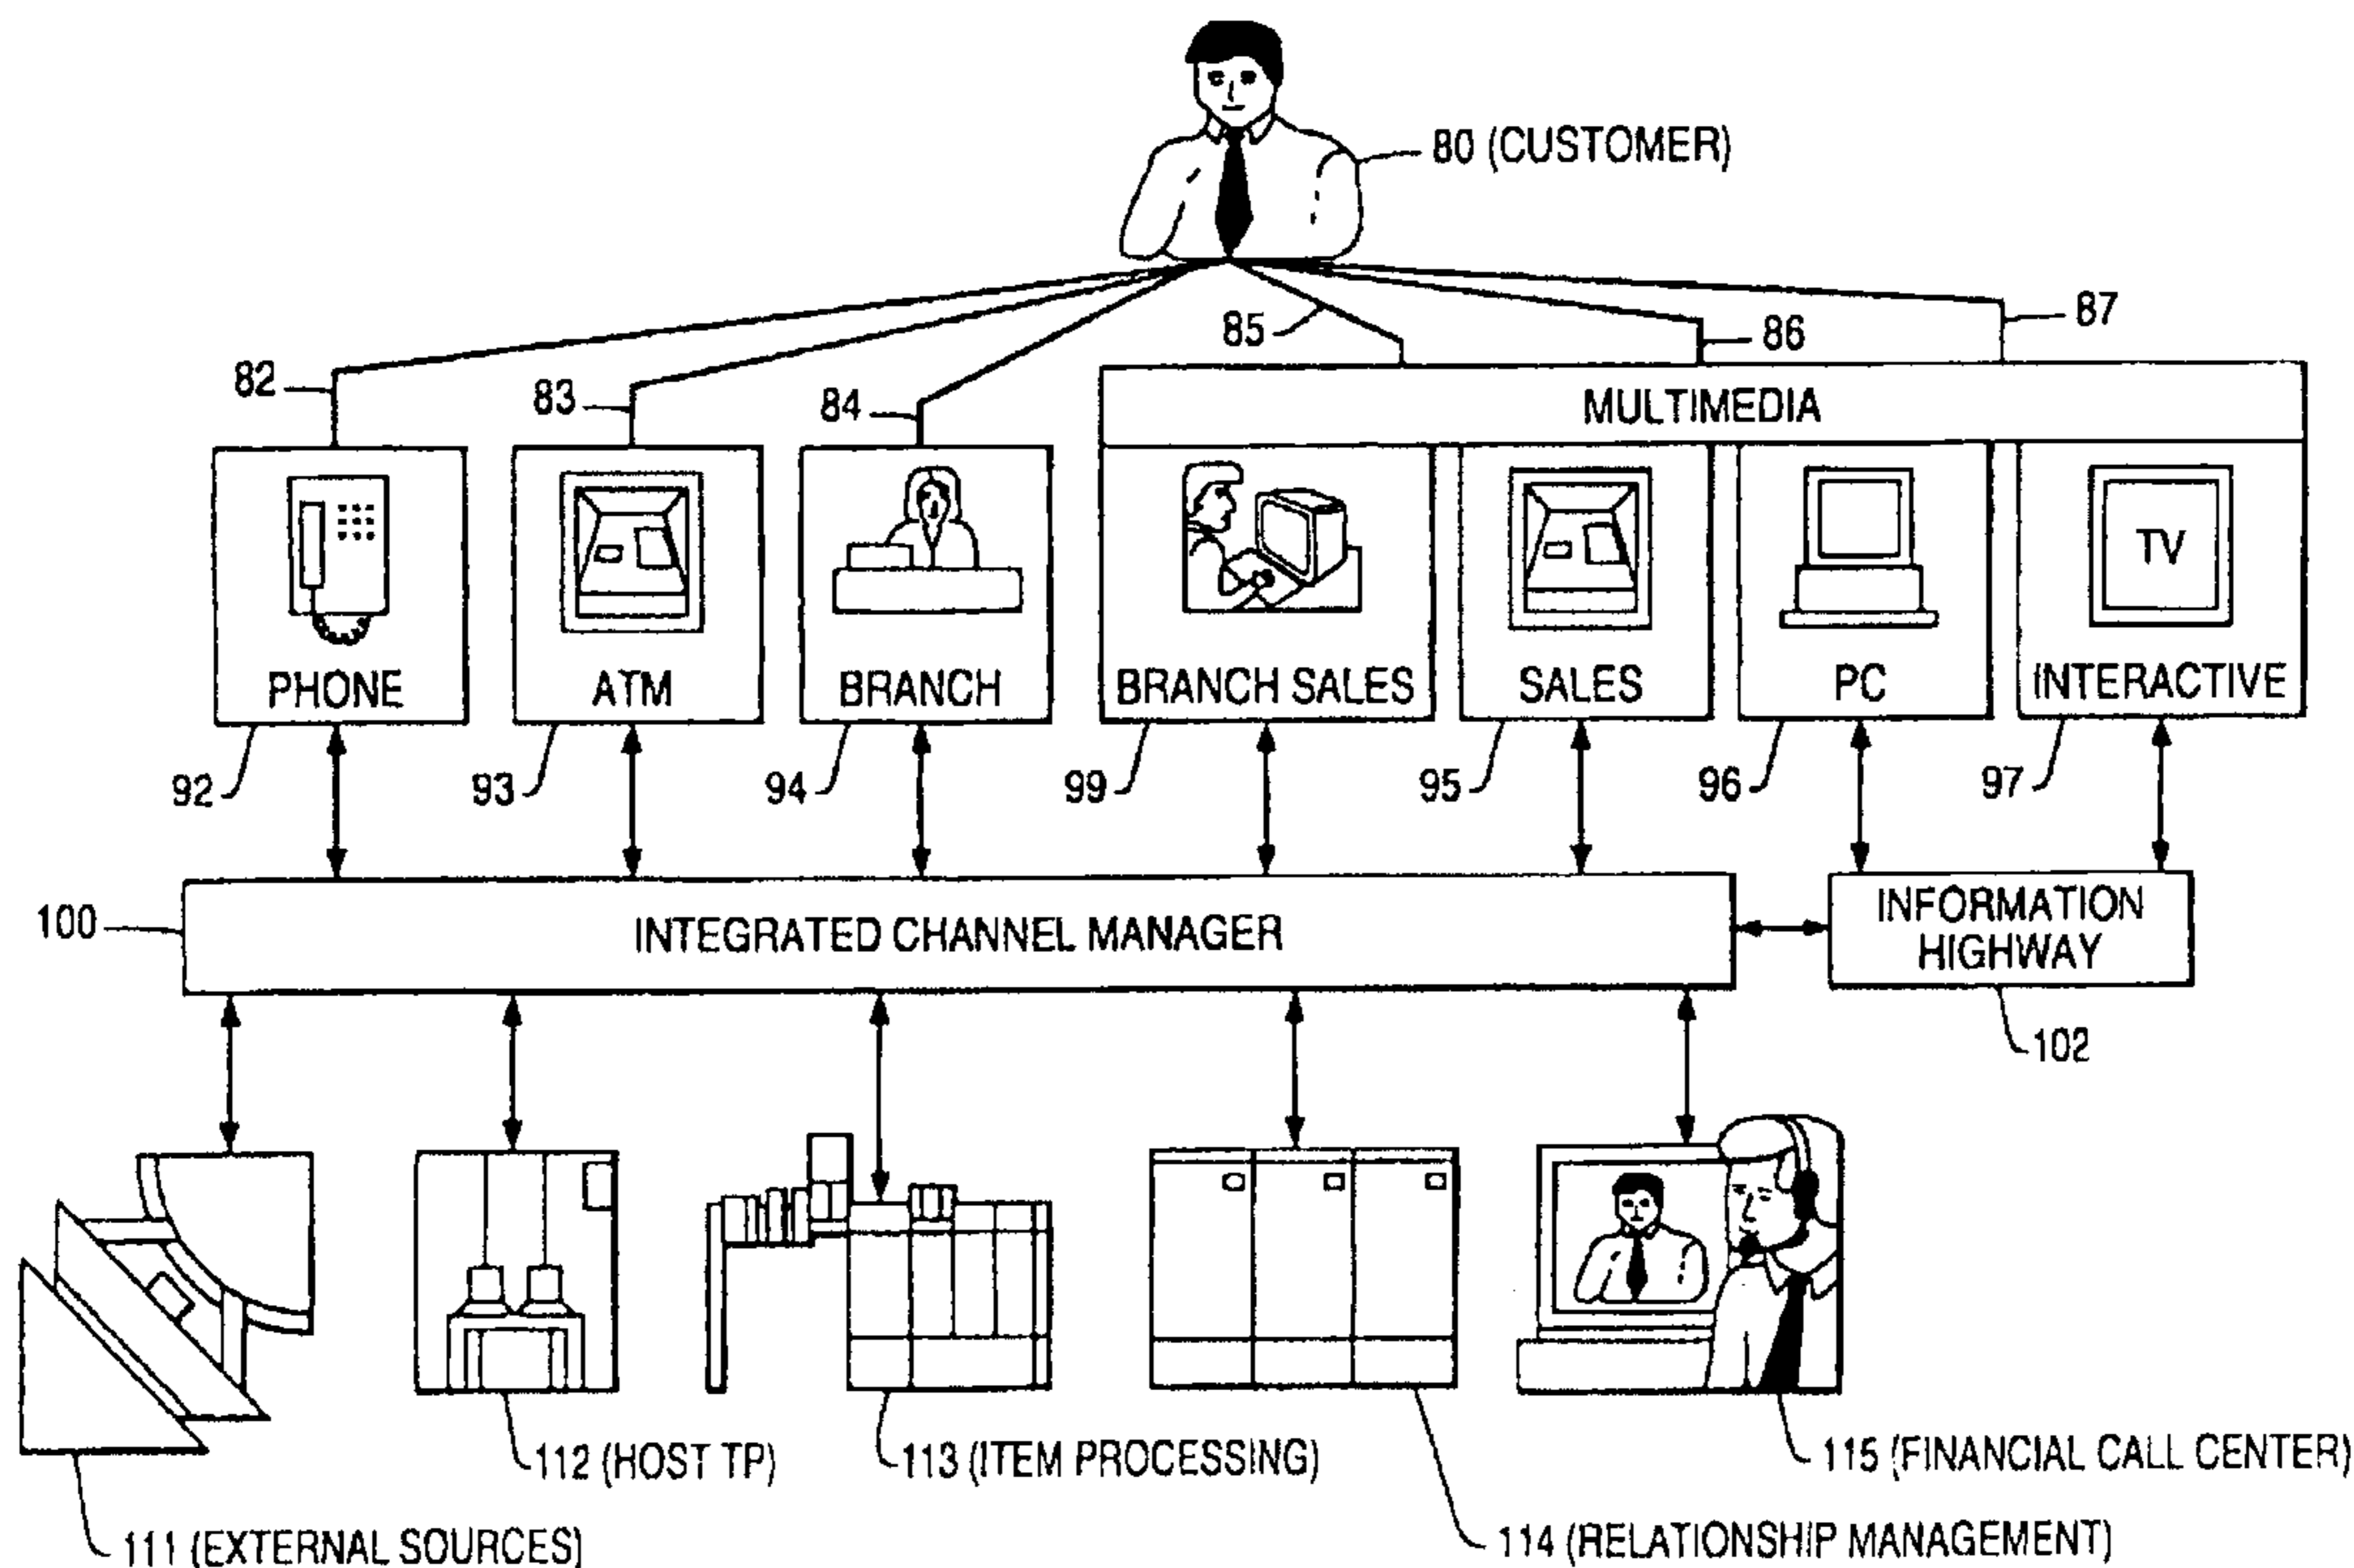 80 (CUSTOMER)
82
83
84
85
86
87
MULTIMEDIA
PHONE
ATM
BRANCH
BRANCH SALES
SALES
PC
TV
INTERACTIVE
92
93
94
99
95
96
97
100
INTEGRATED CHANNEL MANAGER
INFORMATION
HIGHWAY
102
111 (EXTERNAL SOURCES)
112 (HOST TP)
113 (ITEM PROCESSING)
114 (RELATIONSHIP MANAGEMENT)
115 (FINANCIAL CALL CENTER)